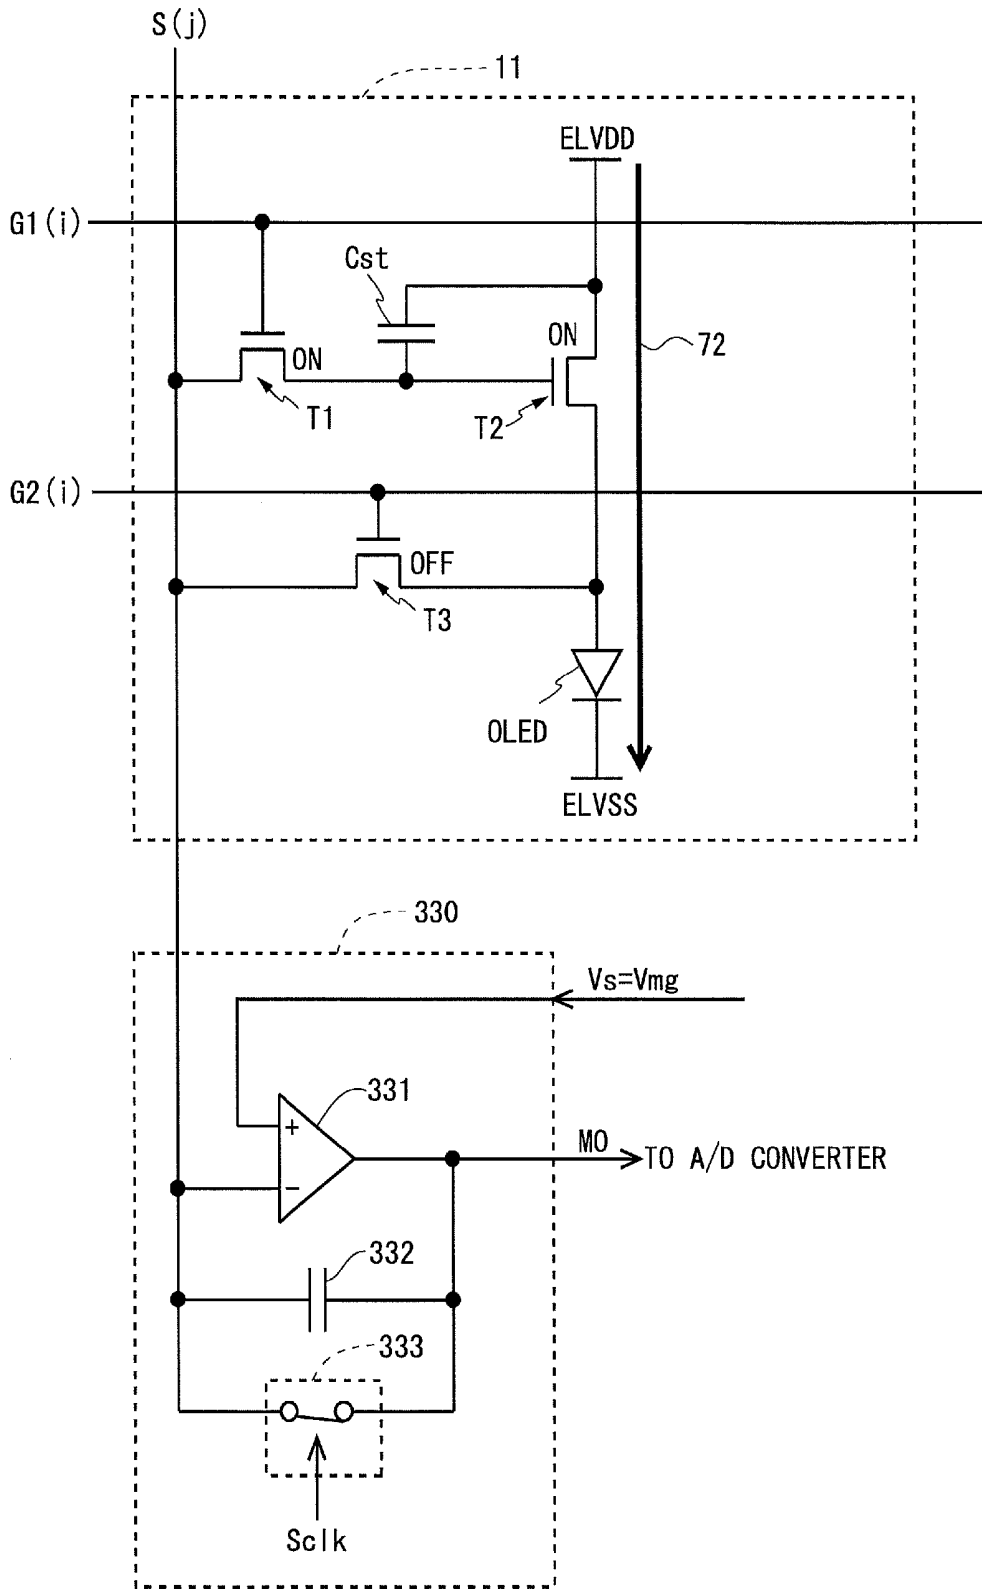 S(j)
11
ELVDD
G1(i)
Cst
ON
ON
72
T1
T2
G2(i)
OFF
T3
OLED
ELVSS
330
Vs=Vmg
331
+
MO
TO A/D CONVERTER
−
332
333
Sclk